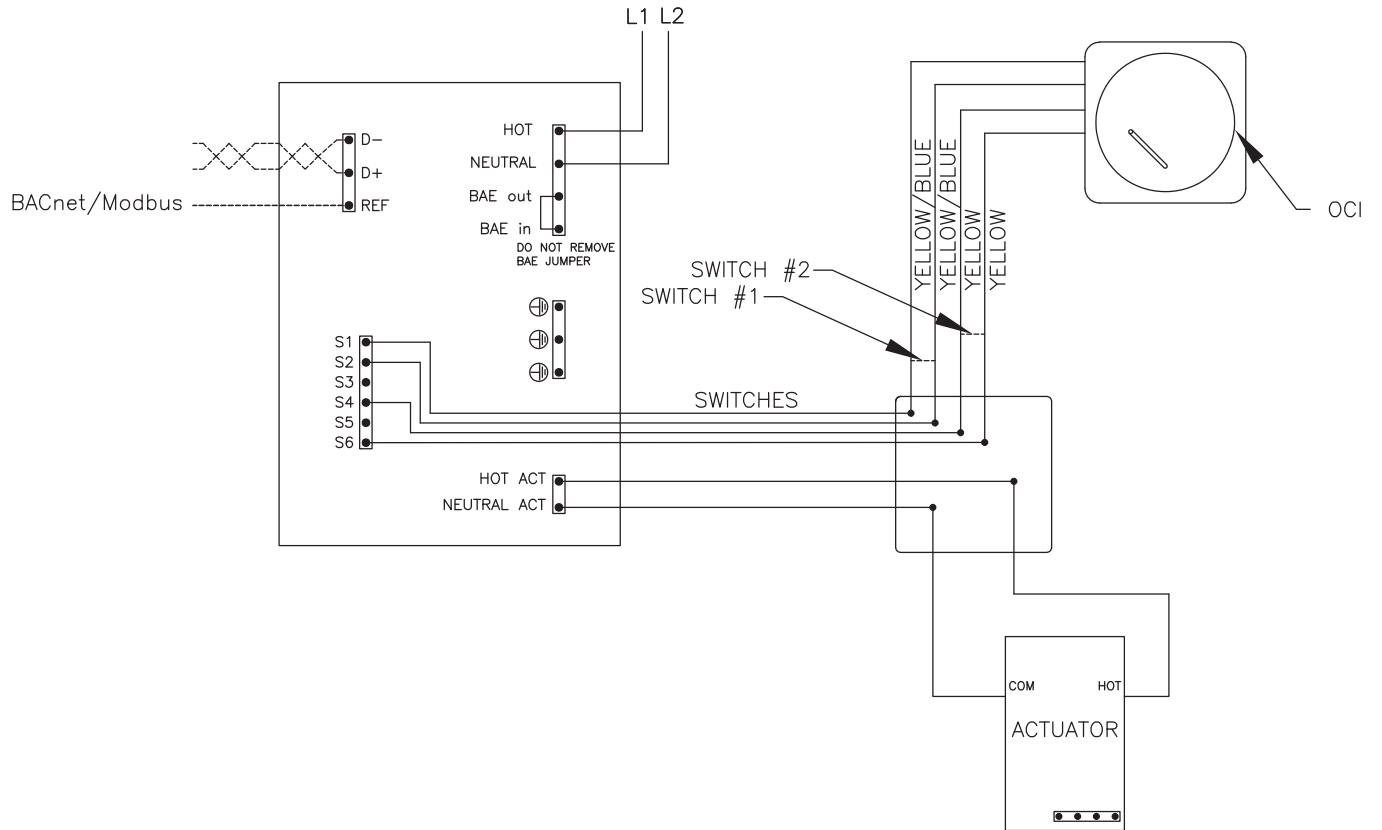 L1 L2
HOT
NEUTRAL
BAE out
BAE in
DO NOT REMOVE
BAE JUMPER
D-
D+
REF
BACnet/Modbus
S1
S2
S3
S4
S5
S6
HOT ACT
NEUTRAL ACT
SWITCHES
SWITCH #2
SWITCH #1
YELLOW/BLUE
YELLOW/BLUE
YELLOW
YELLOW
OCI
COM
HOT
ACTUATOR